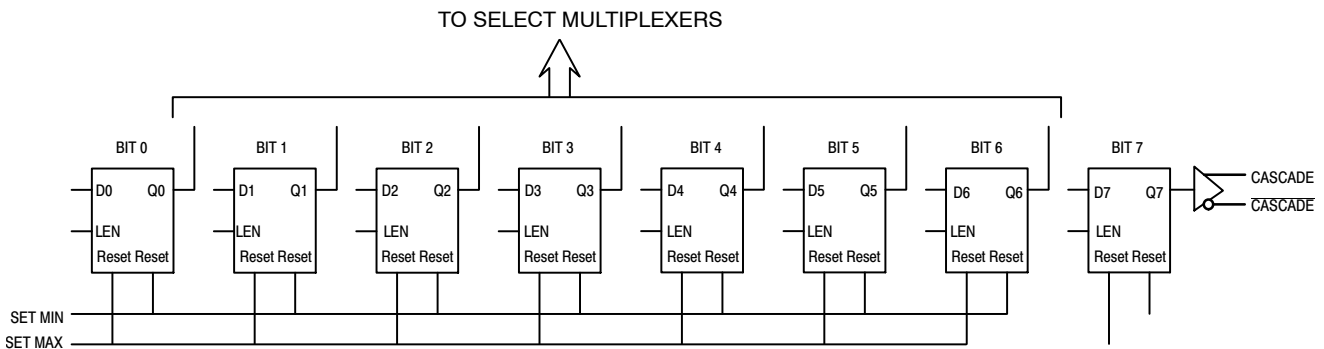 TO SELECT MULTIPLEXERS
BIT 0 BIT 1 BIT 2 BIT 3 BIT 4 BIT 5 BIT 6 BIT 7
D0 Q0 D1 Q1 D2 Q2 D3 Q3 D4 Q4 D5 Q5 D6 Q6 D7 Q7 CASCADE
CASCADE
LEN LEN LEN LEN LEN LEN LEN LEN
Reset Reset Reset Reset Reset Reset Reset Reset Reset Reset Reset Reset Reset Reset Reset Reset
SET MIN
SET MAX